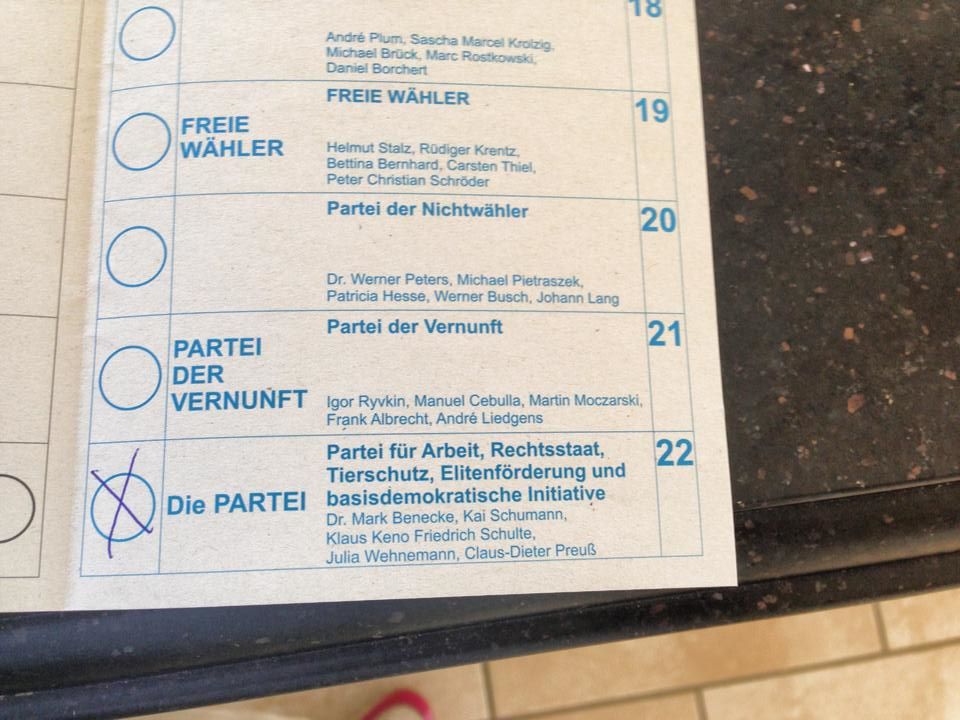 18
André Plum, Sascha Marcel Krolzig,
Michael Brück, Marc Rostkowski,
Daniel Borchert
FREIE WÄHLER
19
FREIE
WÄHLER
Helmut Stalz, Rüdiger Krentz,
Bettina Bernhard, Carsten Thiel,
Peter Christian Schröder
Partei der Nichtwähler
20
Dr. Werner Peters, Michael Pietraszek,
Patricia Hesse, Werner Busch, Johann Lang
Partei der Vernunft
21
PARTEI
DER
VERNUNFT
Igor Ryvkin, Manuel Cebulla, Martin Moczarski,
Frank Albrecht, André Liedgens
Partei für Arbeit, Rechtsstaat,
Tierschutz, Elitenförderung und
basisdemokratische Initiative
22
Die PARTEI
Dr. Mark Benecke, Kai Schumann,
Klaus Keno Friedrich Schulte,
Julia Wehnemann, Claus-Dieter Preuß